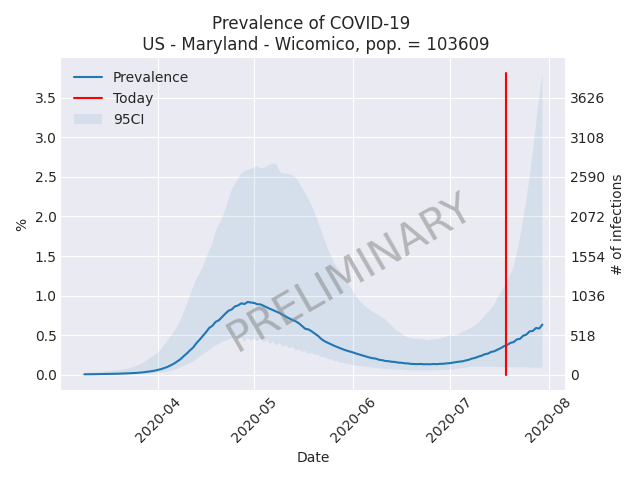 Prevalence of COVID-19
US - Maryland - Wicomico, pop. = 103609
Prevalence
Today
95CI
3.5
3.0
2.5
2.0
1.5
1.0
0.5
0.0
%
3626
3108
2590
2072
1554
1036
518
0
# of infections
PRELIMINARY
2020-04
2020-05
2020-06
2020-07
2020-08
Date